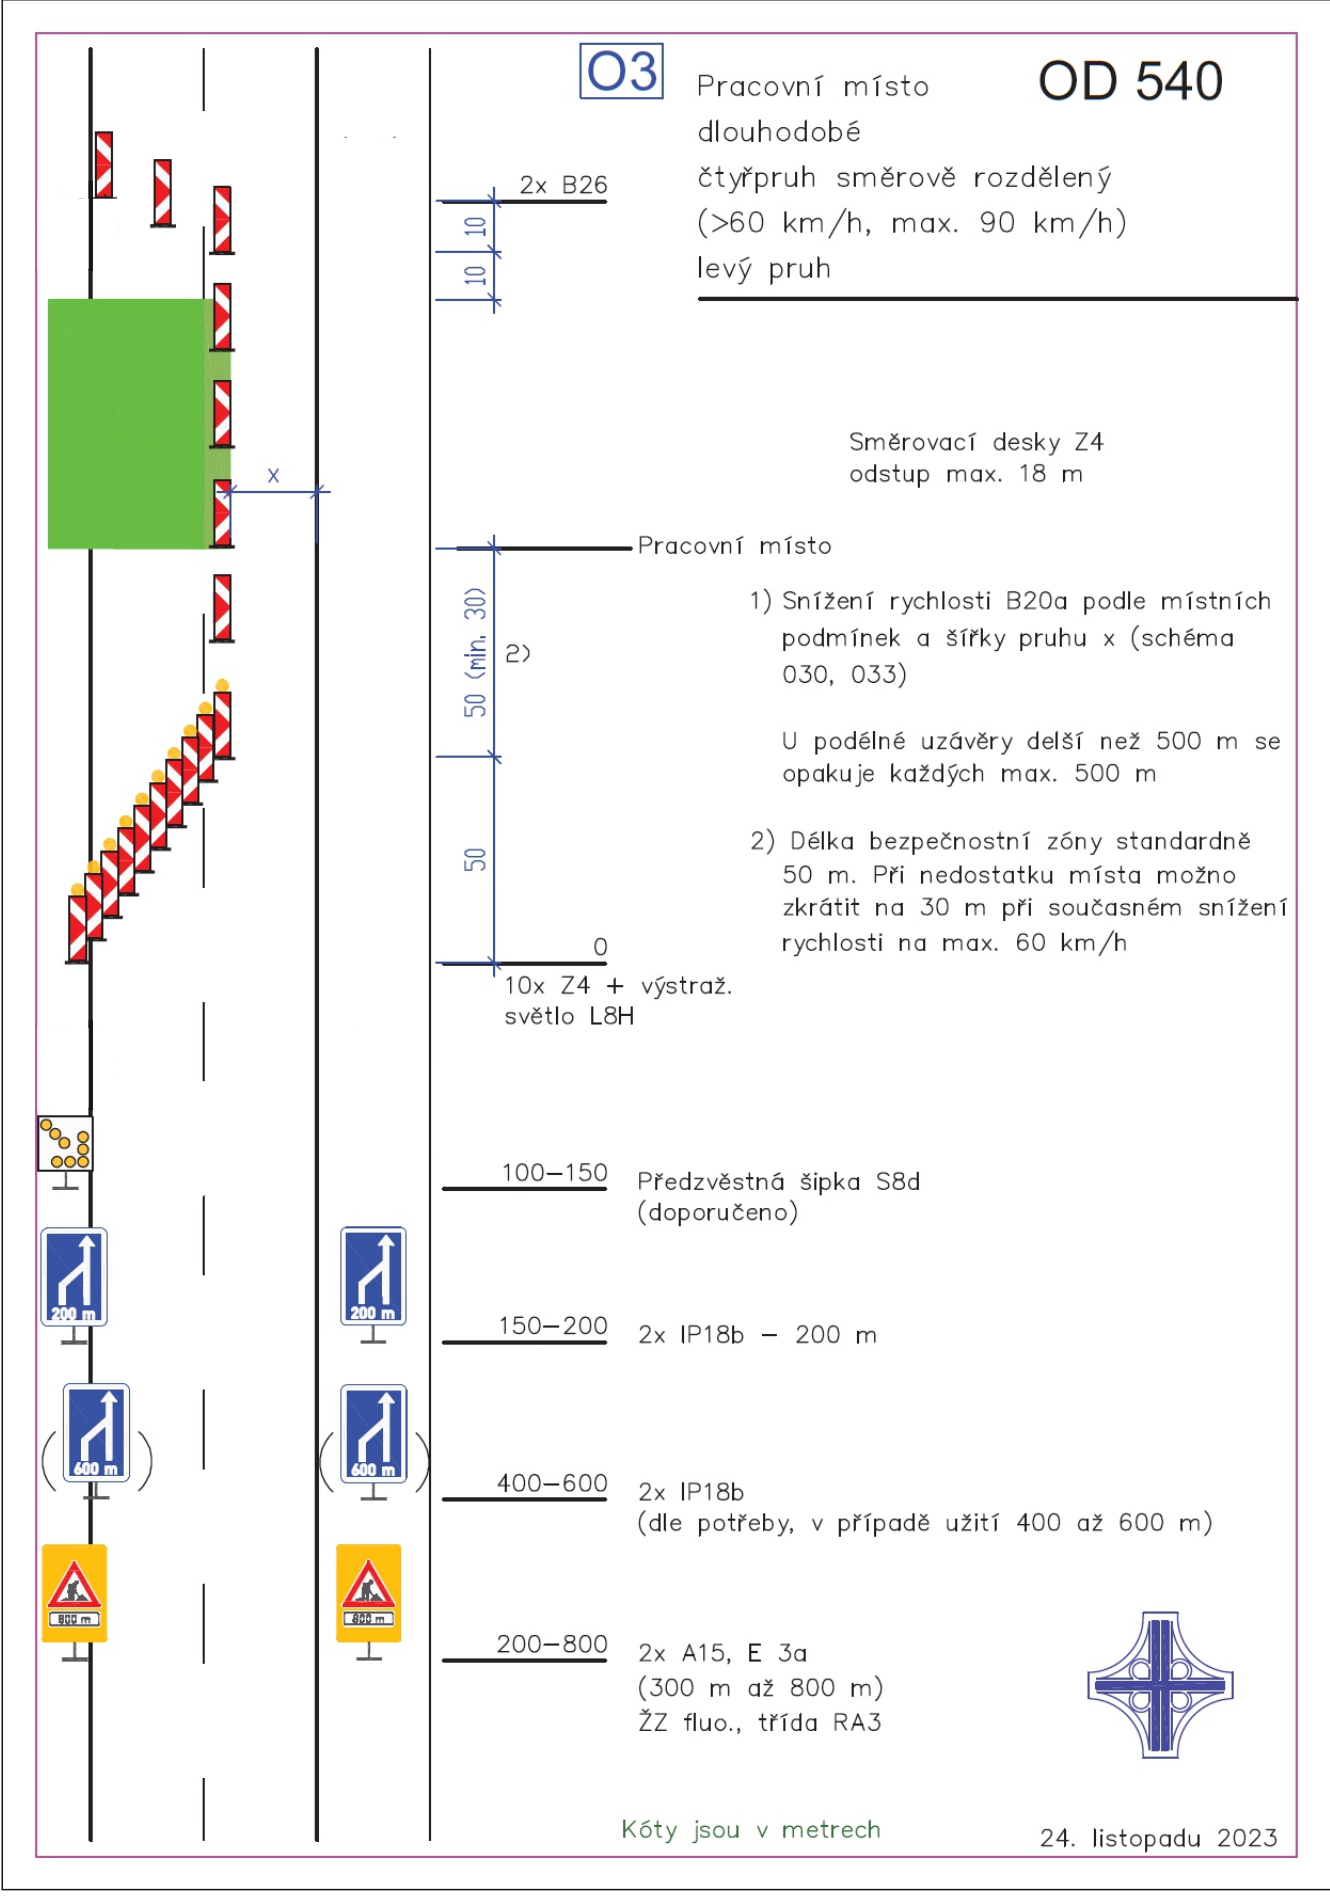 O3
Pracovní místo
dlouhodobé
čtyřpruh směrově rozdělený
(>60 km/h, max. 90 km/h)
levý pruh
OD 540
2x B26
10
10
Směrovací desky Z4
odstup max. 18 m
x
Pracovní místo
50 (min. 30)
2)
1) Snížení rychlosti B20a podle místních
podmínek a šířky pruhu x (schéma
030, 033)
U podélné uzávěry delší než 500 m se
opakuje každých max. 500 m
2) Délka bezpečnostní zóny standardně
50 m. Při nedostatku místa možno
zkrátit na 30 m při současném snížení
rychlosti na max. 60 km/h
50
0
10x Z4 + výstraž.
světlo L8H
100–150
Předzvěstná šipka S8d
(doporučeno)
200 m
200 m
150–200
2x IP18b – 200 m
600 m
600 m
400–600
2x IP18b
(dle potřeby, v případě užití 400 až 600 m)
800 m
800 m
200–800
2x A15, E 3a
(300 m až 800 m)
ŽZ fluo., třída RA3
Kóty jsou v metrech
24. listopadu 2023